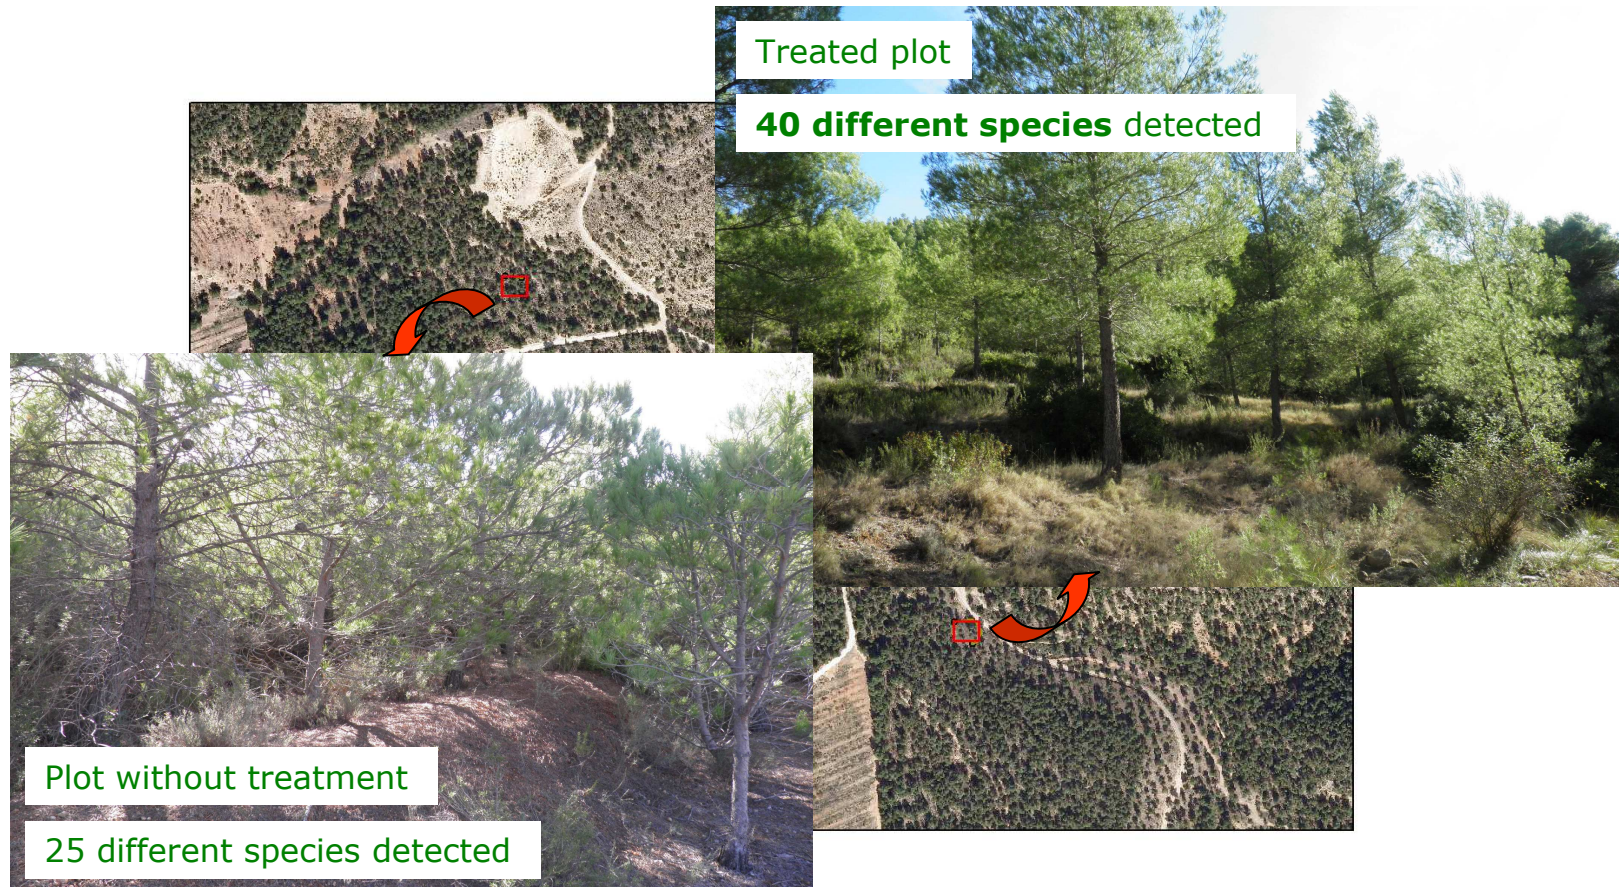 Treated plot
40 different species detected
Plot without treatment
25 different species detected